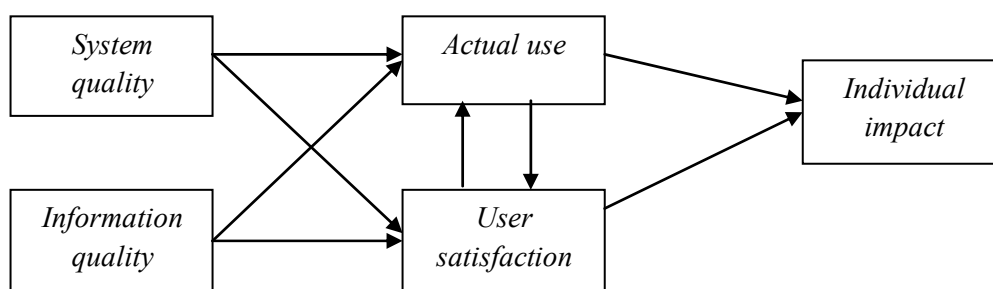 System
quality
Actual use
Individual
impact
Information
quality
User
satisfaction